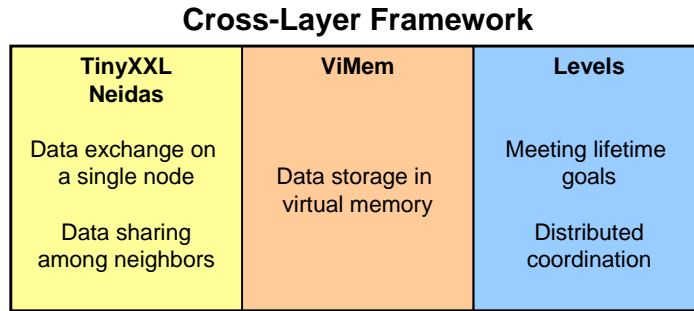 Cross-Layer Framework
TinyXXL
Neidas
Data exchange on
a single node
Data sharing
among neighbors
ViMem
Data storage in
virtual memory
Levels
Meeting lifetime
goals
Distributed
coordination